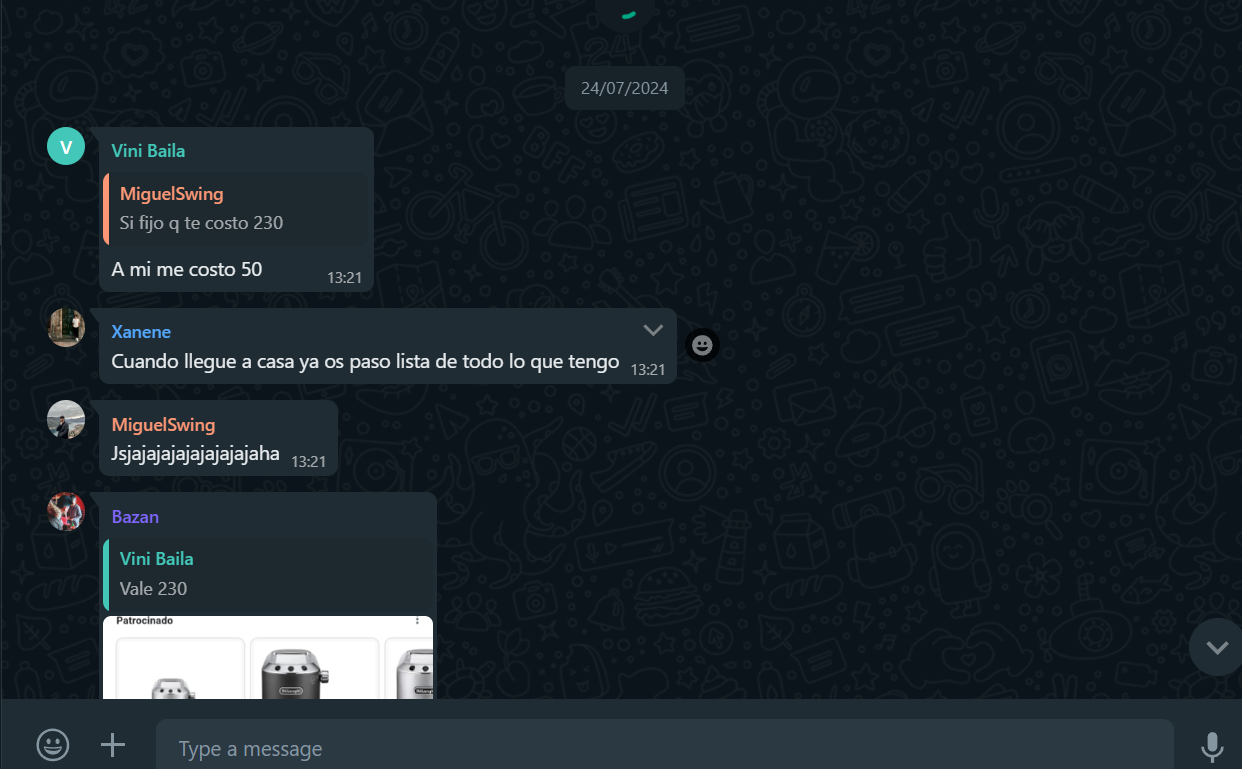 24/07/2024
V
Vini Baila
MiguelSwing
Si fijo q te costo 230
A mi me costo 50
13:21
Xanene
Cuando llegue a casa ya os paso lista de todo lo que tengo
13:21
MiguelSwing
Jsjajajajajajajajajaha
13:21
Bazan
Vini Baila
Vale 230
Patrocinado
DeLonghi
Type a message